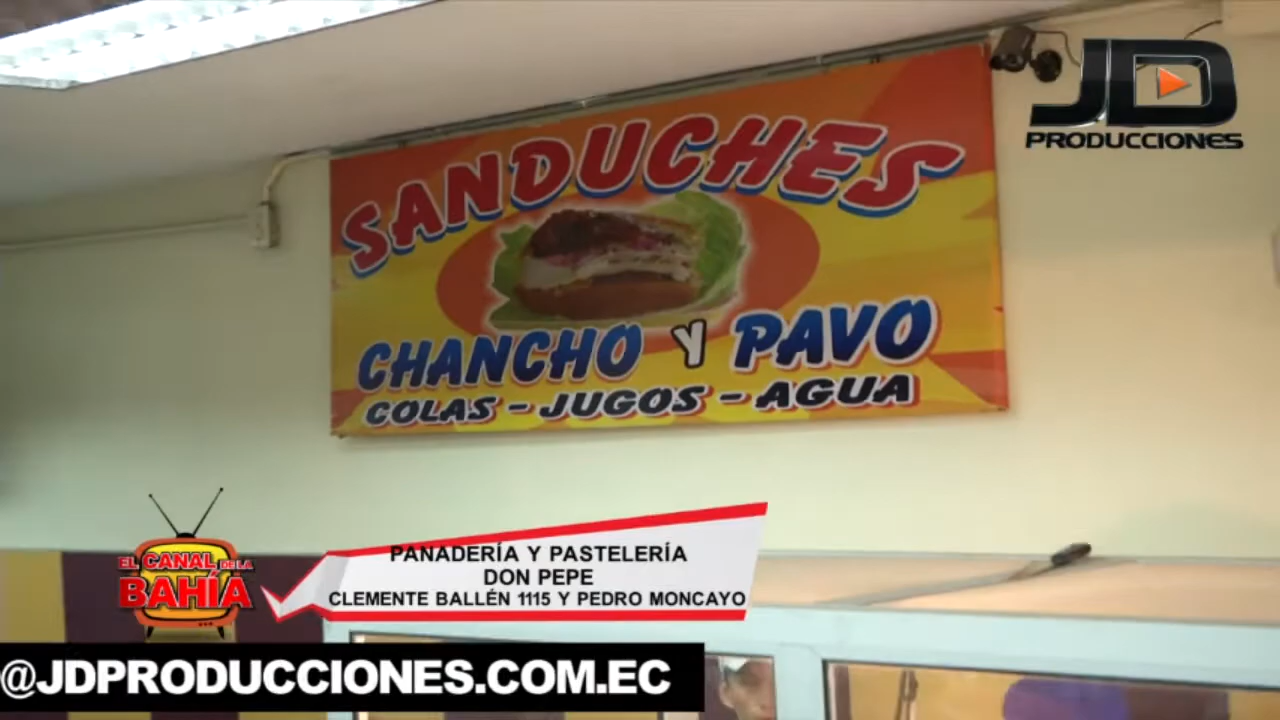 JD
PRODUCCIONES
SANDUCHES
CHANCHO Y PAVO
COLAS - JUGOS - AGUA
EL CANAL DE LA
BAHÍA
PANADERÍA Y PASTELERÍA
DON PEPE
CLEMENTE BALLÉN 1115 Y PEDRO MONCAYO
@JDPRODUCCIONES.COM.EC